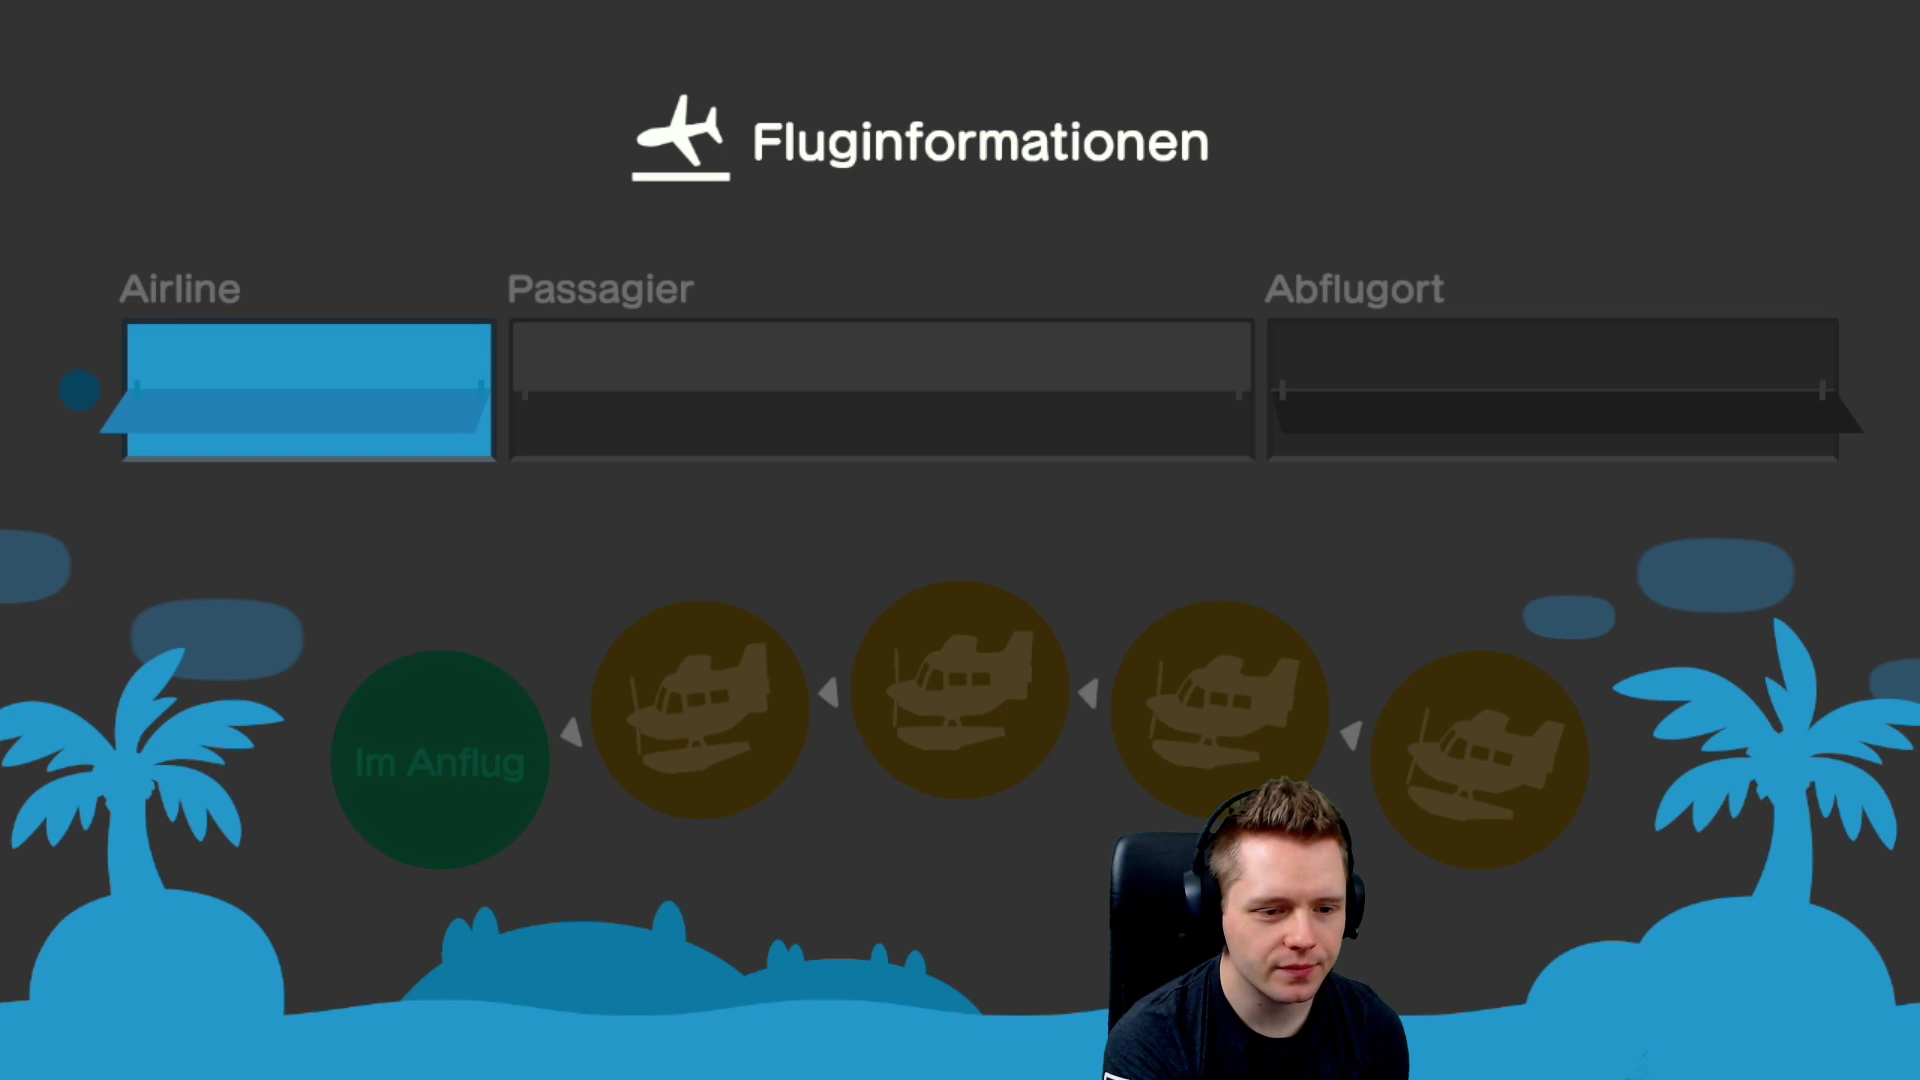 Fluginformationen
Airline
Passagier
Abflugort
Im Anflug